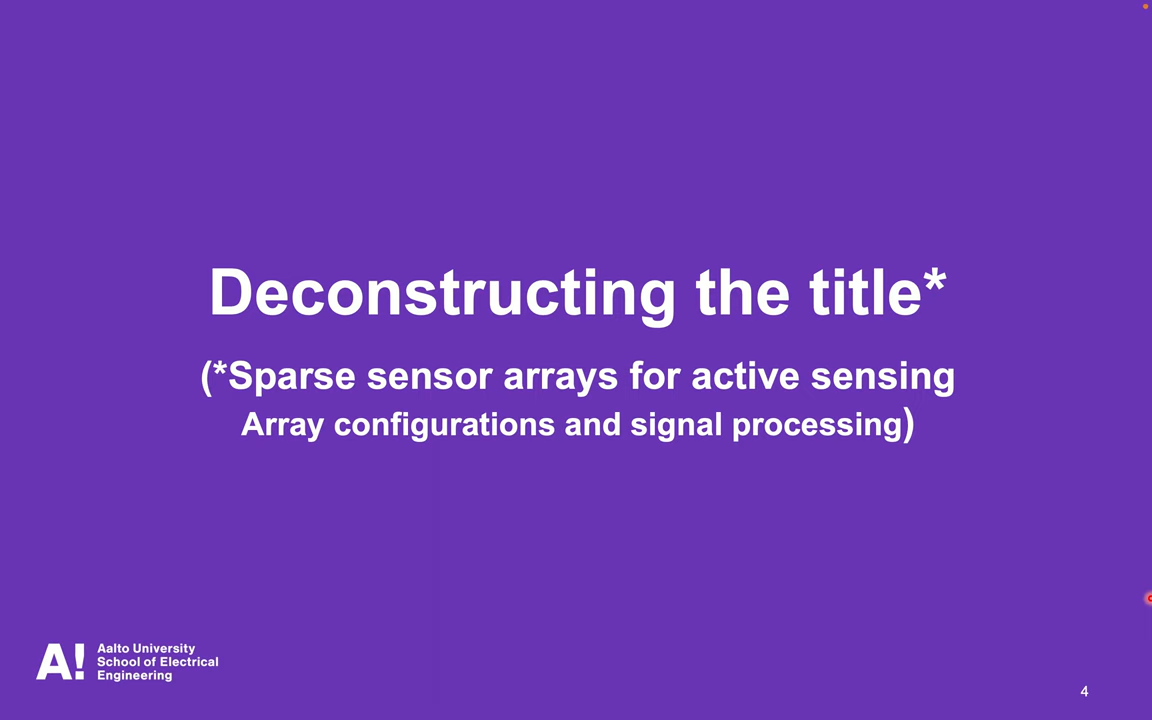 Deconstructing the title*
(*Sparse sensor arrays for active sensing
Array configurations and signal processing)
A! Aalto University
School of Electrical
Engineering
4